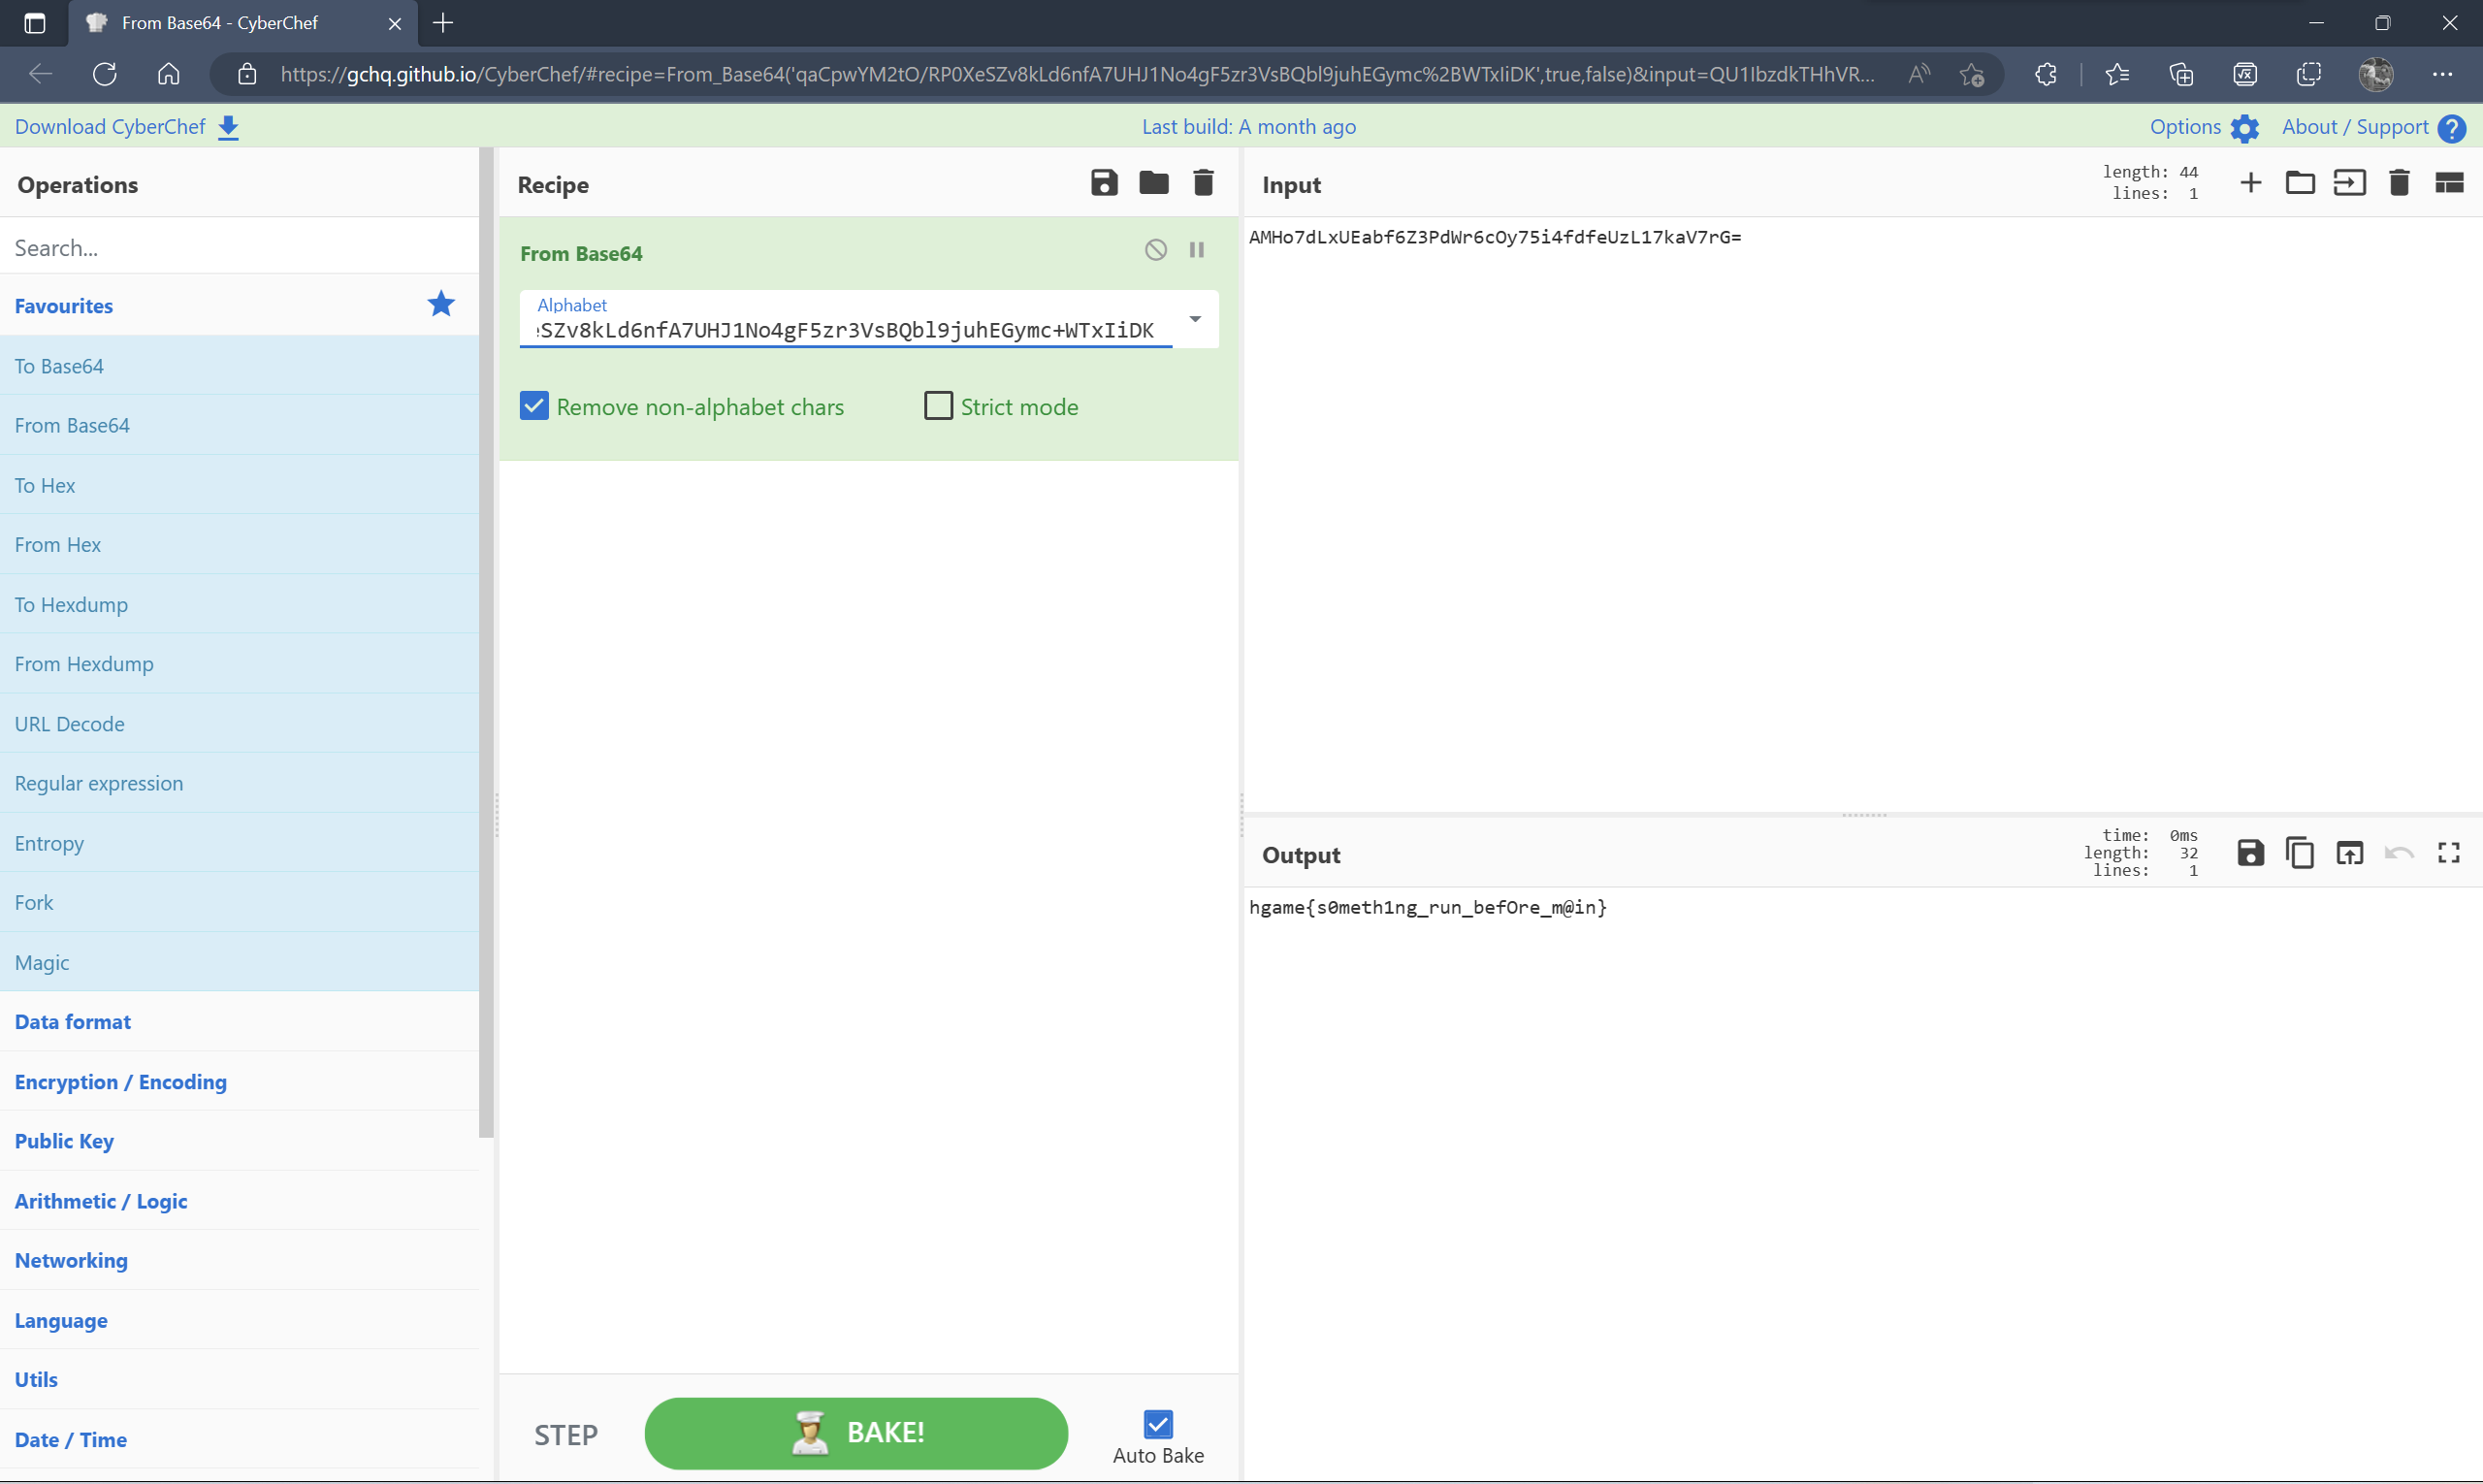 From Base64 - CyberChef
https://gchq.github.io/CyberChef/#recipe=From_Base64('qaCpwYM2tO/RP0XeSZv8kLd6nfA7UHJ1No4gF5zr3VsBQbl9juhEGymc%2BWTxIiDK',true,false)&input=QU1IbzdkTHhVR...
Download CyberChef
Last build: A month ago
Options
About / Support
Operations
Search...
Favourites
To Base64
From Base64
To Hex
From Hex
To Hexdump
From Hexdump
URL Decode
Regular expression
Entropy
Fork
Magic
Data format
Encryption / Encoding
Public Key
Arithmetic / Logic
Networking
Language
Utils
Date / Time
Recipe
From Base64
Alphabet
SZv8kLd6nfA7UHJ1No4gF5zr3VsBQbl9juhEGymc+WTxIiDK
Remove non-alphabet chars
Strict mode
STEP
BAKE!
Auto Bake
Input
length: 44
lines: 1
AMHo7dLxUEabf6Z3PdWr6cOy75i4fdfeUzL17kaV7rG=
Output
time: 0ms
length: 32
lines: 1
hgame{s0meth1ng_run_befOre_m@in}